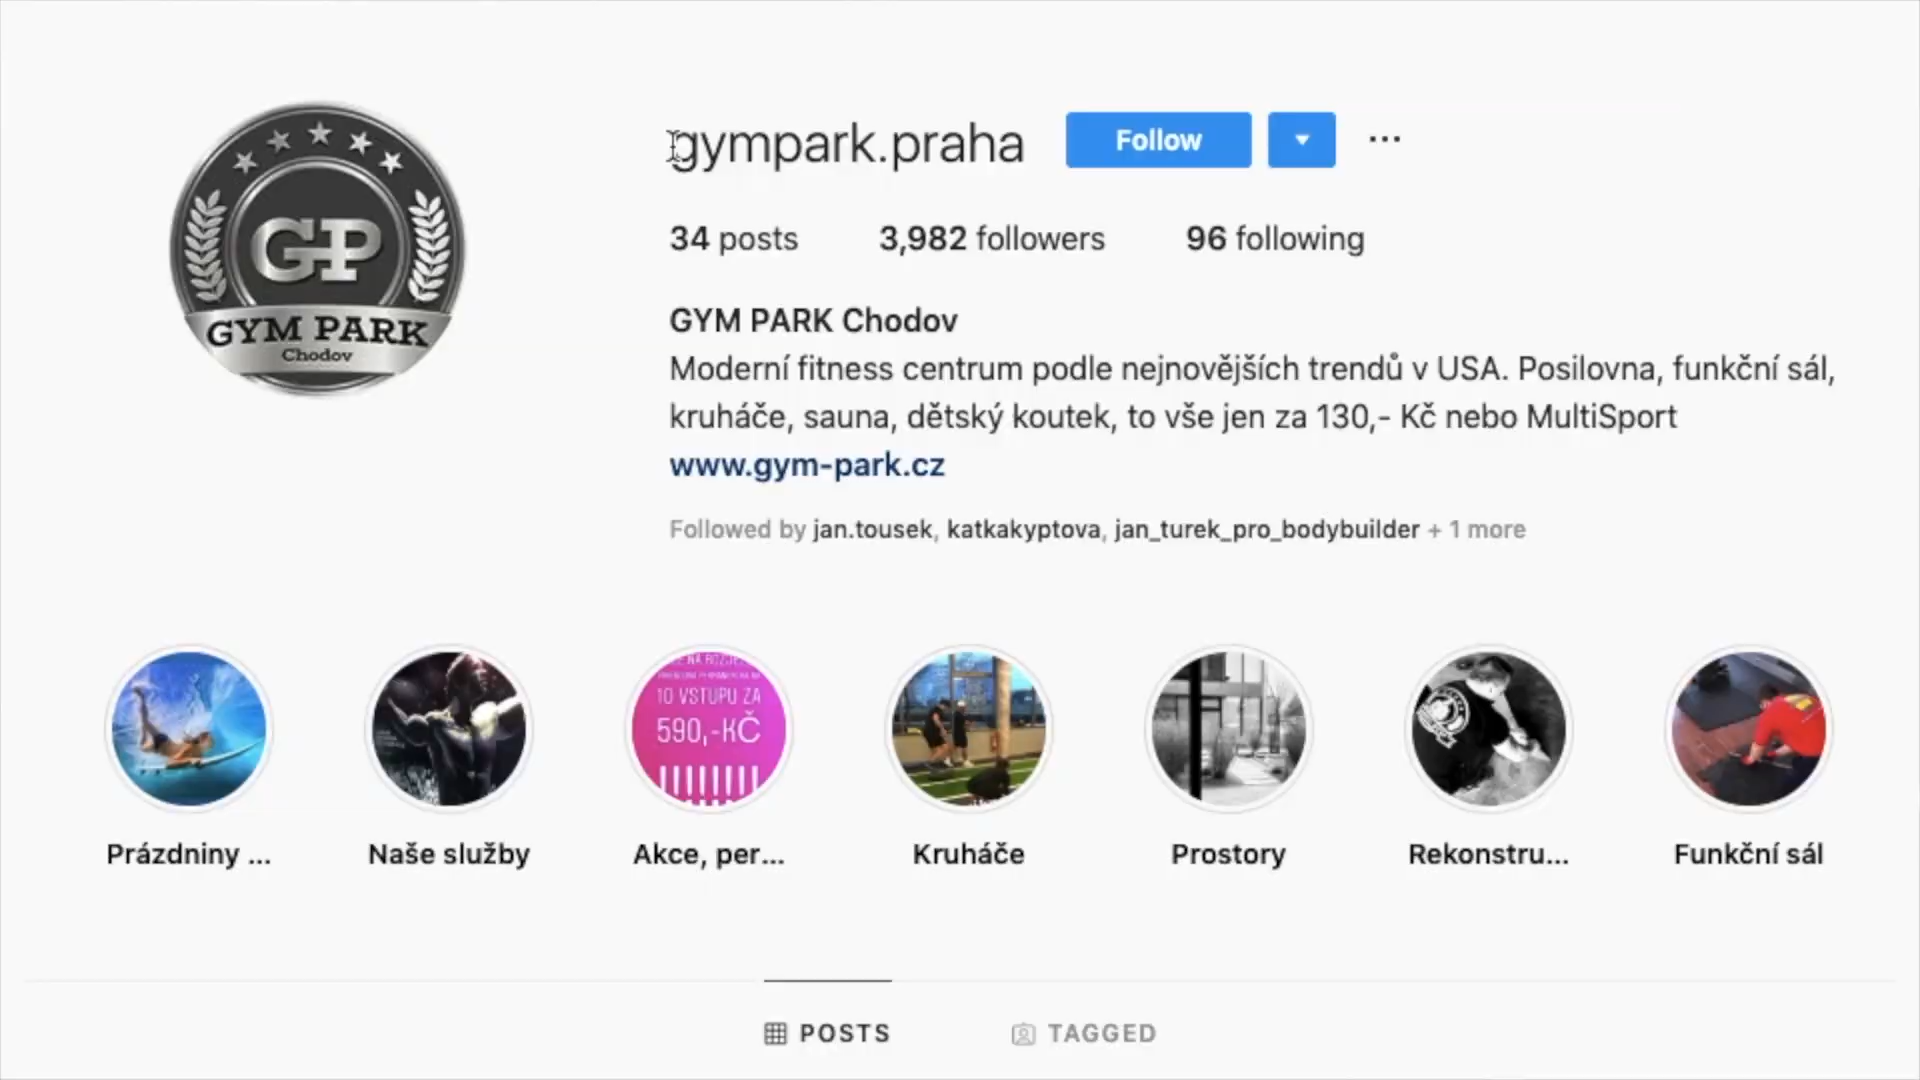 GP
GYM PARK
Chodov
gympark.praha
Follow
34 posts
3,982 followers
96 following
GYM PARK Chodov
Moderní fitness centrum podle nejnovějších trendů v USA. Posilovna, funkční sál,
kruháče, sauna, dětský koutek, to vše jen za 130,- Kč nebo MultiSport
www.gym-park.cz
Followed by jan.tousek, katkakyptova, jan_turek_pro_bodybuilder + 1 more
10 VSTUPU ZA
590,-KČ
Prázdniny ...
Naše služby
Akce, per...
Kruháče
Prostory
Rekonstru...
Funkční sál
POSTS
TAGGED